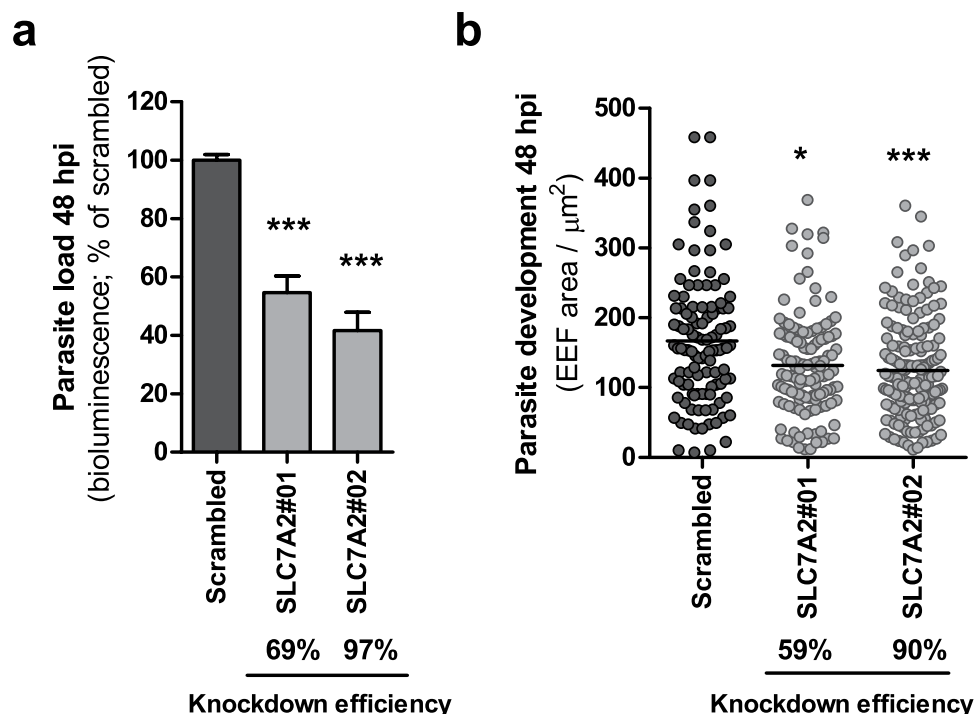 a
Parasite load 48 hpi
(bioluminescence; % of scrambled)
120
100
80
60
40
20
0
***
***
Scrambled
SLC7A2#01
SLC7A2#02
69% 97%
Knockdown efficiency
b
Parasite development 48 hpi
(EEF area / μm²)
500
400
300
200
100
0
*
***
Scrambled
SLC7A2#01
SLC7A2#02
59% 90%
Knockdown efficiency